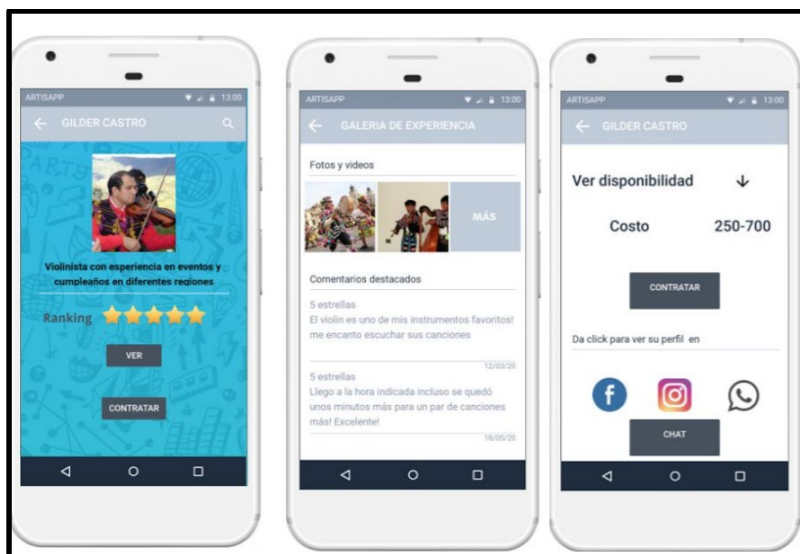 ARTISAPP 13:00
GILDER CASTRO
Violinista con esperiencia en eventos y
cumpleaños en diferentes regiones
Ranking
VER
CONTRATAR
ARTISAPP 13:00
GALERIA DE EXPERIENCIA
Fotos y videos
MÁS
Comentarios destacados
5 estrellas
El violin es uno de mis instrumentos favoritos!
me encanto escuchar sus canciones
12/03/20
5 estrellas
Llego a la hora indicada incluso se quedó
unos minutos más para un par de canciones
más! Excelente!
18/05/20
ARTISAPP 13:00
GILDER CASTRO
Ver disponibilidad
Costo 250-700
CONTRATAR
Da click para ver su perfil en
CHAT